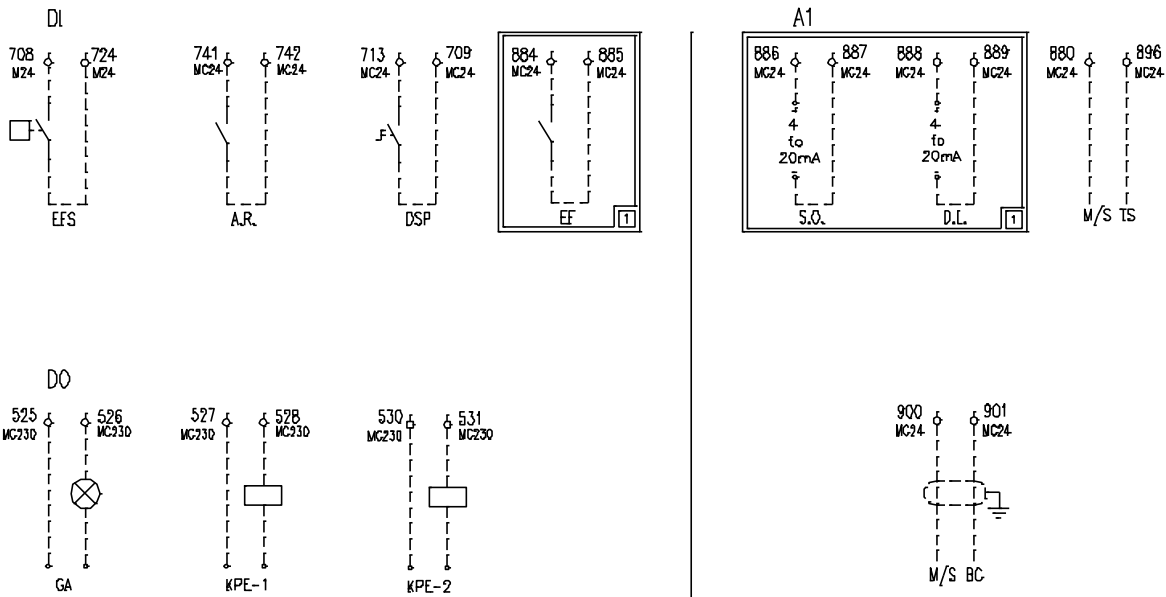 DI
708 724 741 742 713 709 884 885
M24 M24 MC24 MC24 MC24 MC24 MC24 MC24
EFS A.R. DSP EF 1
A1
886 887 888 889 880 896
MC24 MC24 MC24 MC24 MC24 MC24
4 4
to to
20mA 20mA
S.O. D.L. 1 M/S TS
DO
525 526 527 528 530 531
MC230 MC230 MC230 MC230 MC230 MC230
GA KPE-1 KPE-2
900 901
MC24 MC24
M/S BC